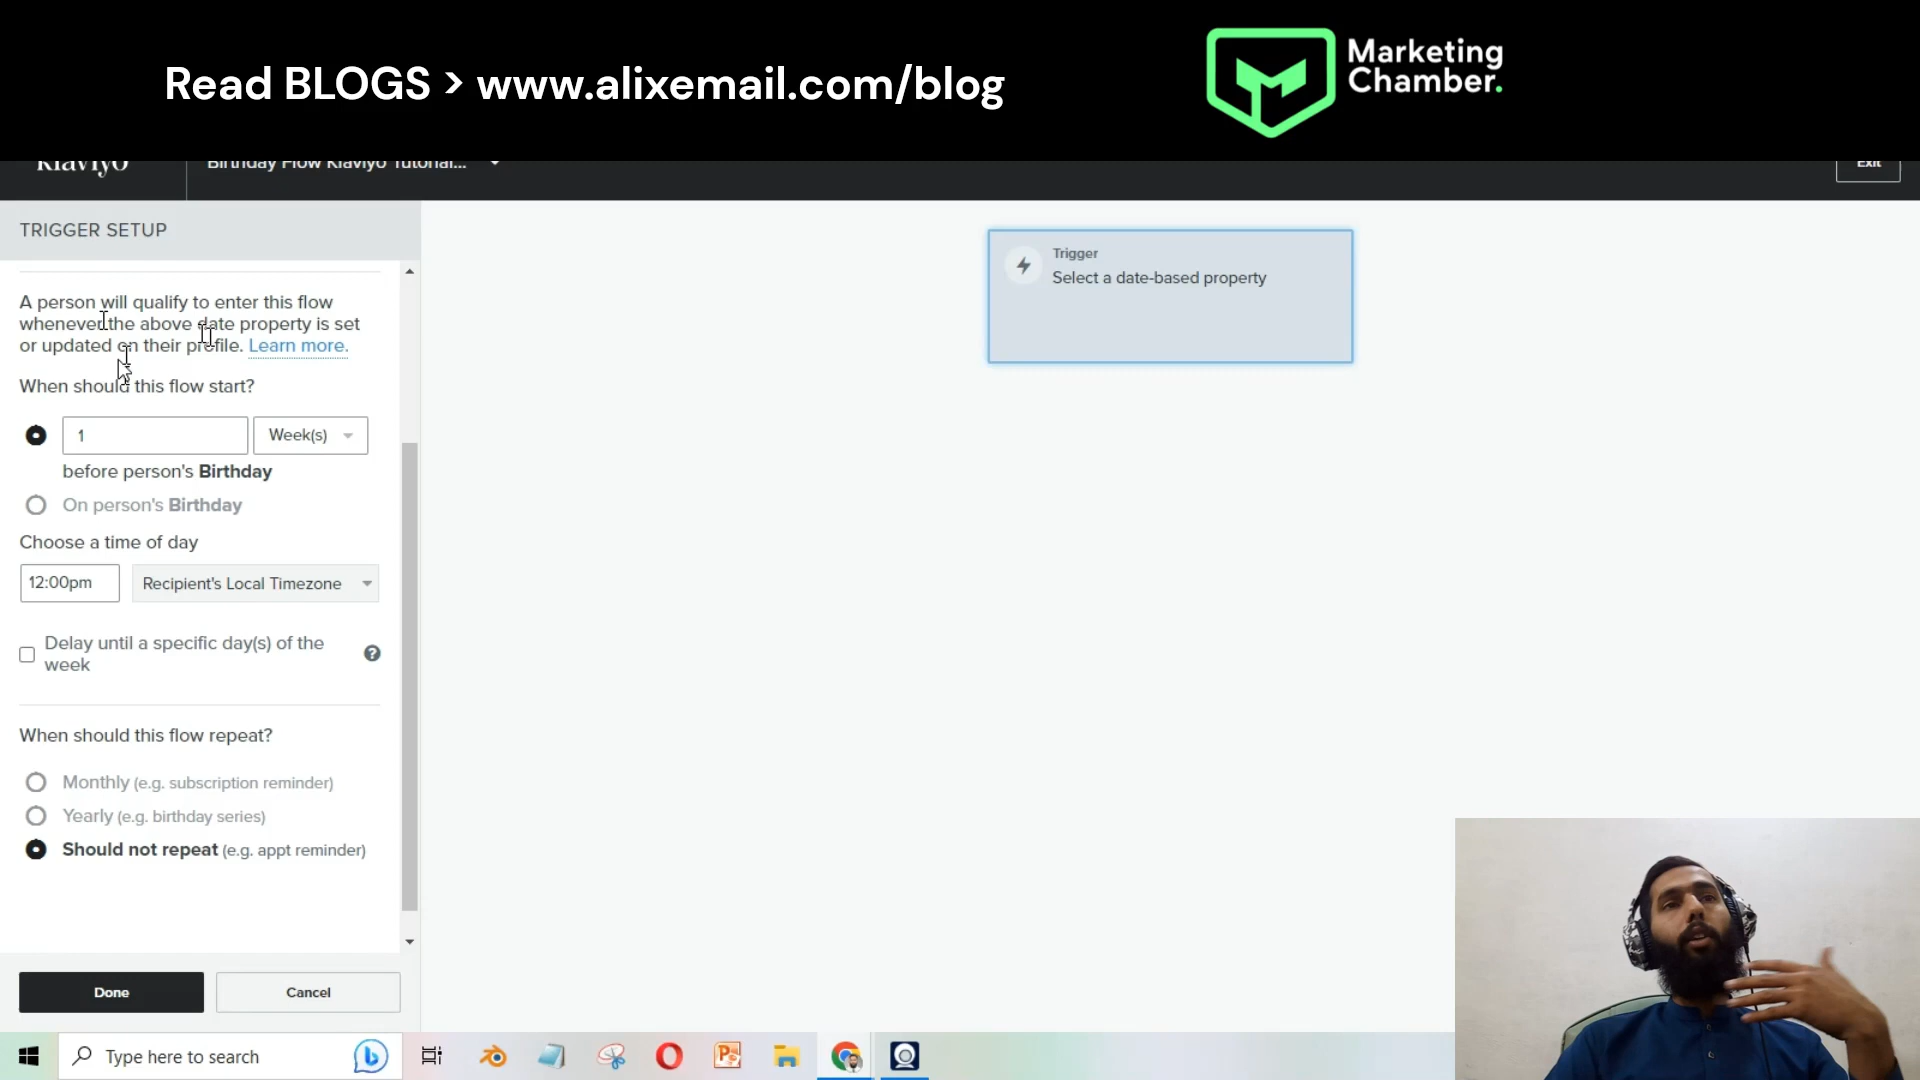 Read BLOGS > www.alixemail.com/blog
Marketing
Chamber.
klaviyo
Birthday Flow Klaviyo Tutorial...
Exit
TRIGGER SETUP
A person will qualify to enter this flow
whenever the above date property is set
or updated on their profile. Learn more.
When should this flow start?
1
Week(s)
before person's Birthday
On person's Birthday
Choose a time of day
12:00pm
Recipient's Local Timezone
Delay until a specific day(s) of the
week
?
When should this flow repeat?
Monthly (e.g. subscription reminder)
Yearly (e.g. birthday series)
Should not repeat (e.g. appt reminder)
Done
Cancel
Trigger
Select a date-based property
Type here to search